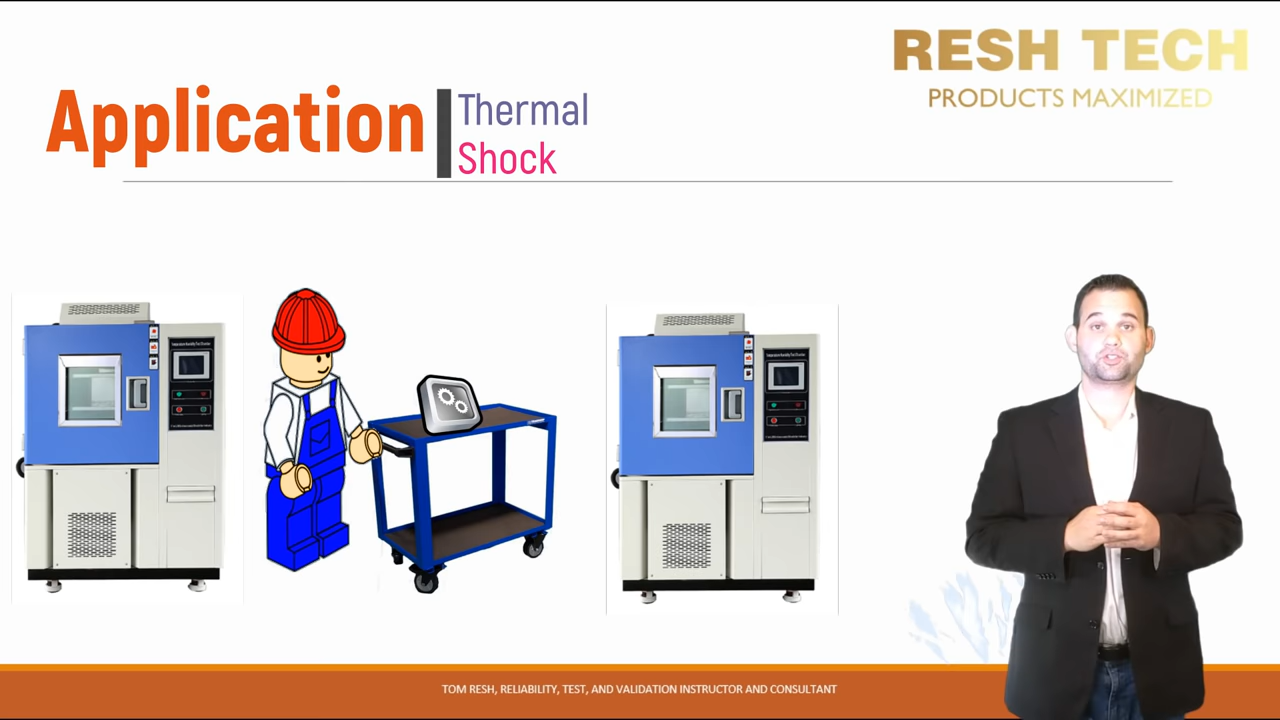 RESH TECH
PRODUCTS MAXIMIZED
Application
Thermal
Shock
TOM RESH, RELIABILITY, TEST, AND VALIDATION INSTRUCTOR AND CONSULTANT